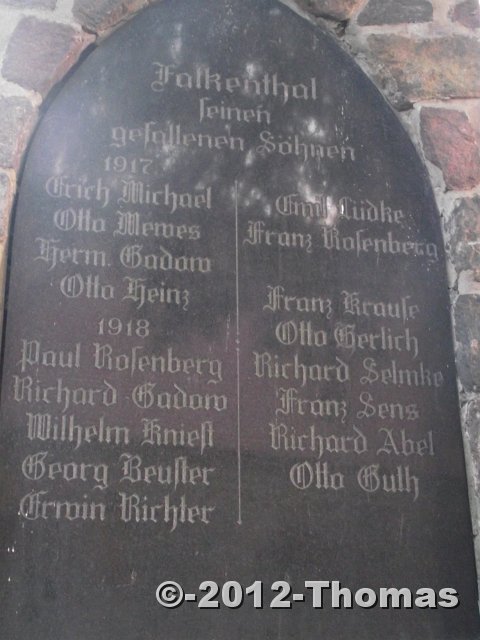 Falkenthal
seinen
gefallenen Söhnen
1917
Erich Michael
Otto Mewes
Herm. Gadow
Otto Heinz
1918
Paul Rosenberg
Richard Gadow
Wilhelm Kniest
Georg Beuster
Erwin Richter
Emil Lüdke
Franz Rosenberg
Franz Krause
Otto Gerlich
Richard Selmke
Franz Sens
Richard Abel
Otto Guth
©-2012-Thomas